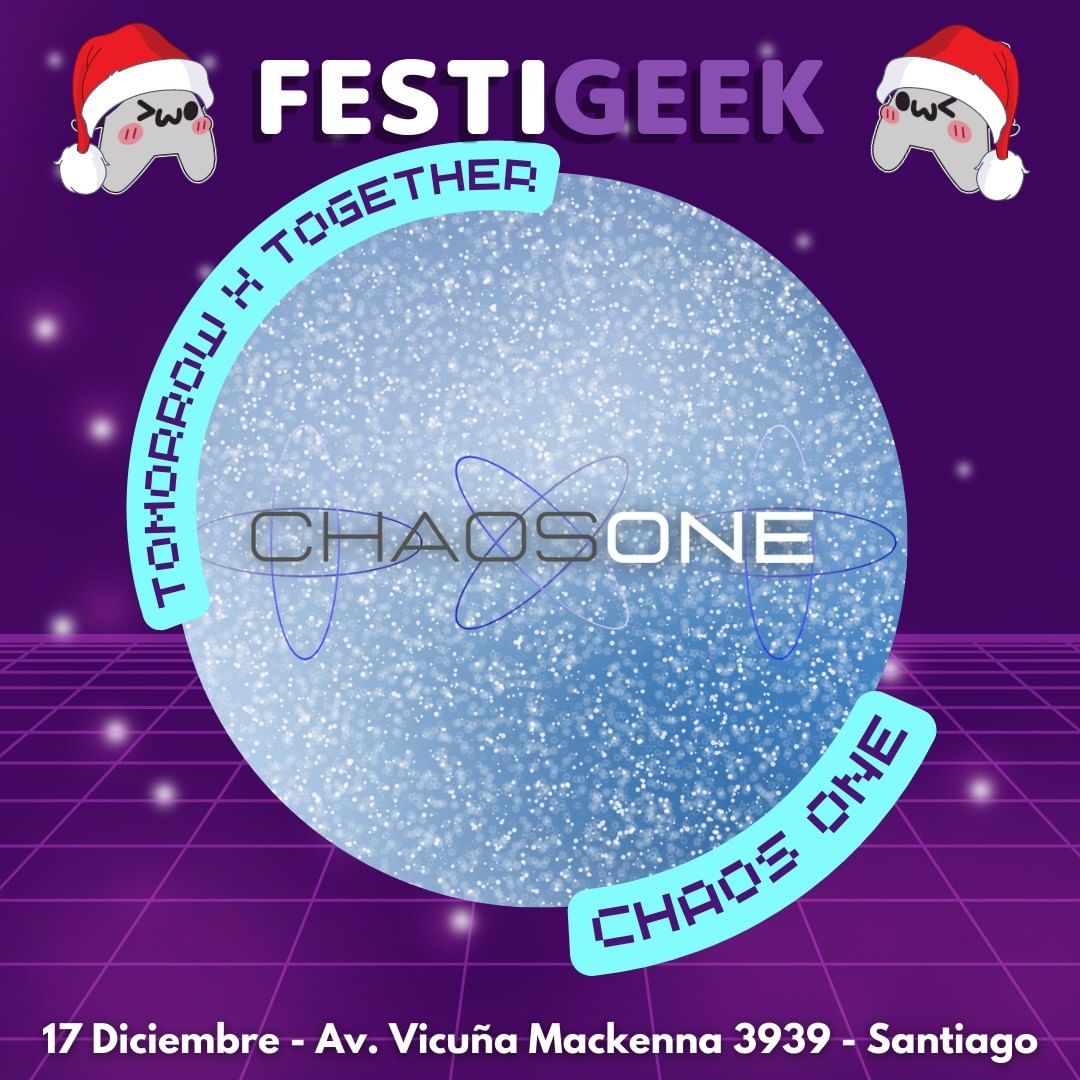 FESTIGEEK
TOMORROW X TOGETHER
CHAOSONE
CHAOS ONE
17 Diciembre - Av. Vicuña Mackenna 3939 - Santiago